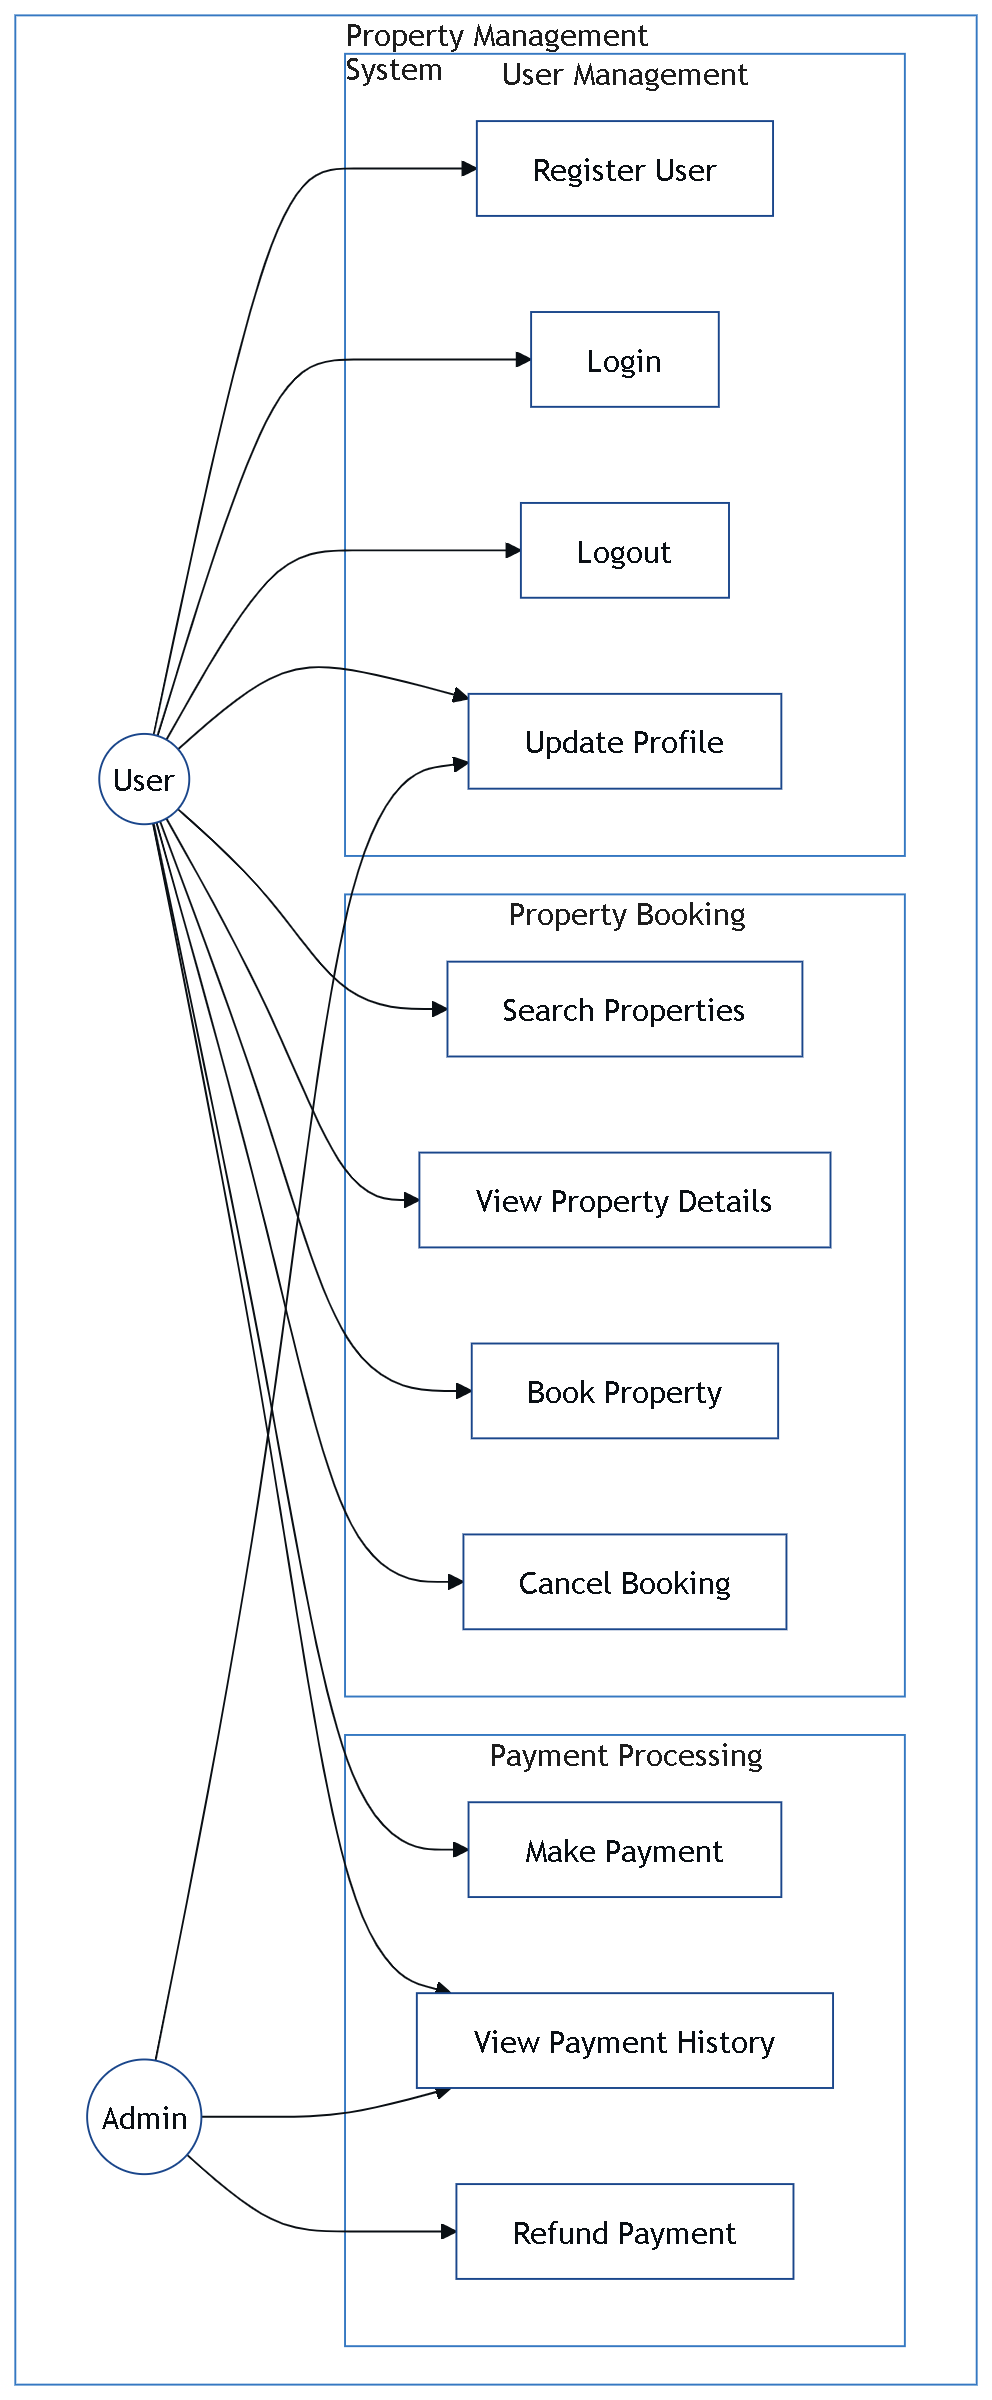 Property Management
System
User Management
Register User
Login
Logout
Update Profile
User
Property Booking
Search Properties
View Property Details
Book Property
Cancel Booking
Payment Processing
Make Payment
View Payment History
Admin
Refund Payment